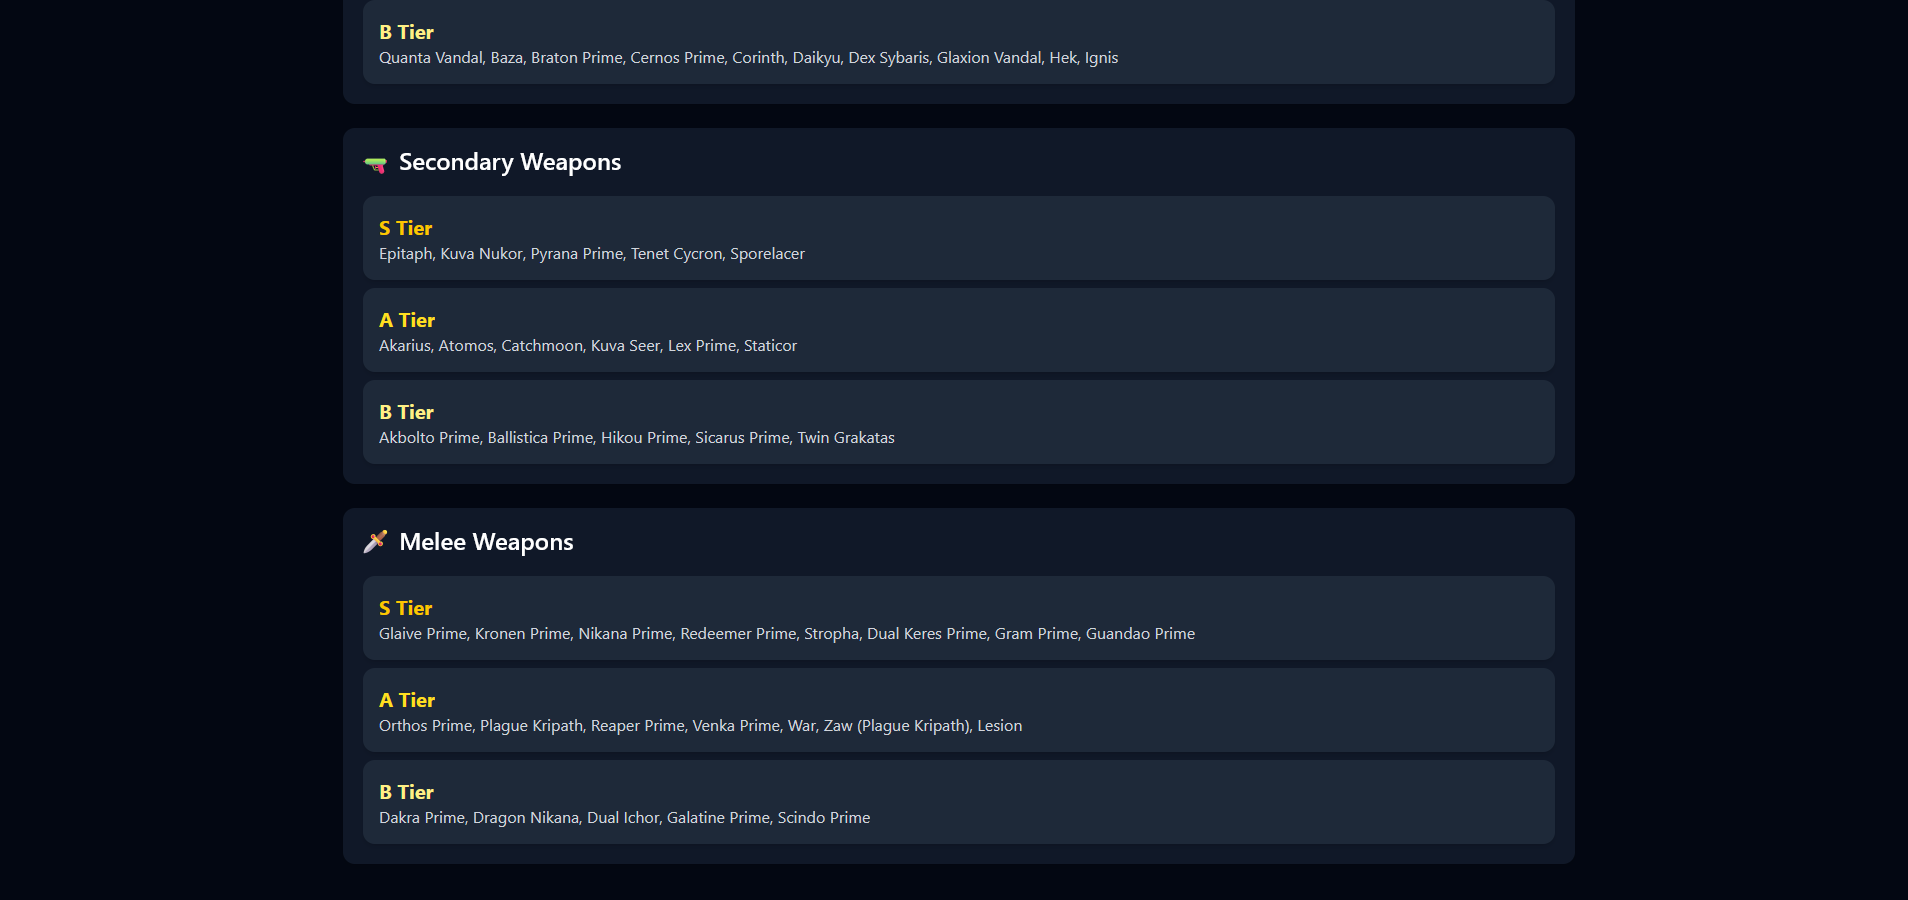 B Tier
Quanta Vandal, Baza, Braton Prime, Cernos Prime, Corinth, Daikyu, Dex Sybaris, Glaxion Vandal, Hek, Ignis
Secondary Weapons
S Tier
Epitaph, Kuva Nukor, Pyrana Prime, Tenet Cycron, Sporelacer
A Tier
Akarius, Atomos, Catchmoon, Kuva Seer, Lex Prime, Staticor
B Tier
Akbolto Prime, Ballistica Prime, Hikou Prime, Sicarus Prime, Twin Grakatas
Melee Weapons
S Tier
Glaive Prime, Kronen Prime, Nikana Prime, Redeemer Prime, Stropha, Dual Keres Prime, Gram Prime, Guandao Prime
A Tier
Orthos Prime, Plague Kripath, Reaper Prime, Venka Prime, War, Zaw (Plague Kripath), Lesion
B Tier
Dakra Prime, Dragon Nikana, Dual Ichor, Galatine Prime, Scindo Prime